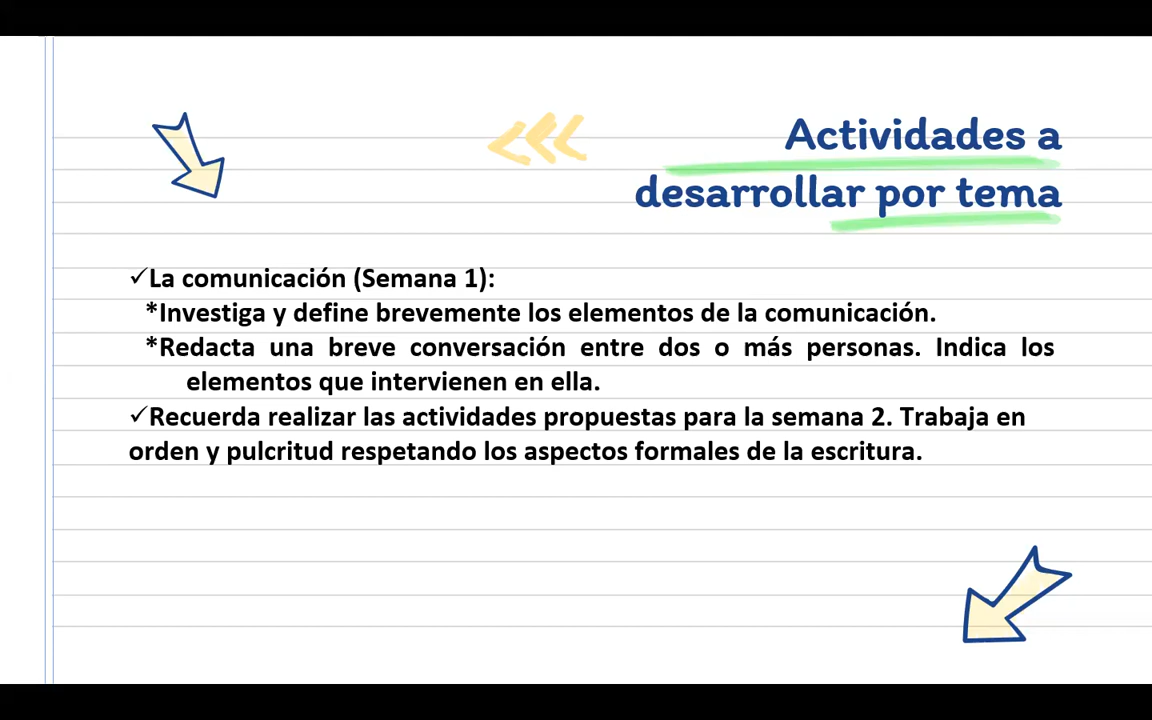 Actividades a
desarrollar por tema
✓La comunicación (Semana 1):
*Investiga y define brevemente los elementos de la comunicación.
*Redacta una breve conversación entre dos o más personas. Indica los
elementos que intervienen en ella.
✓Recuerda realizar las actividades propuestas para la semana 2. Trabaja en
orden y pulcritud respetando los aspectos formales de la escritura.